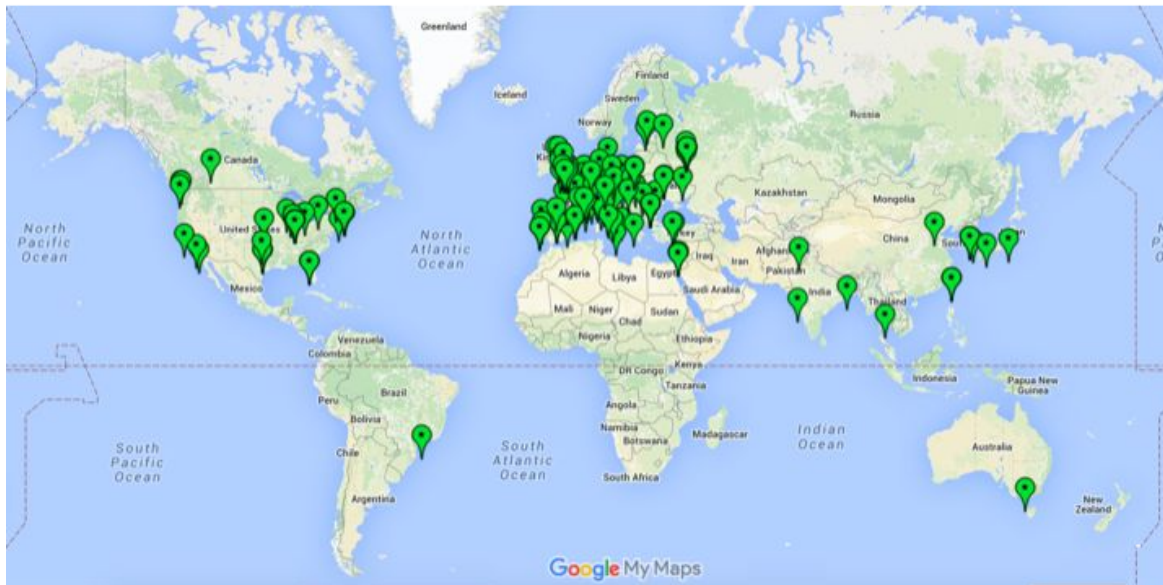 Greenland
Iceland
Finland
Sweden
Norway
Russia
Canada
Kazakhstan
Mongolia
North
Pacific
Ocean
United States
North
Atlantic
Ocean
China
Iraq
Iran
Pakistan
Algeria
Libya
Egypt
Saudi Arabia
India
Mexico
Mali
Niger
Sudan
Chad
Thailand
Nigeria
Ethiopia
Venezuela
Colombia
DR Congo
Kenya
Tanzania
Indonesia
Papua New
Guinea
Peru
Brazil
Angola
Bolivia
Namibia
Botswana
Madagascar
Indian
Ocean
Australia
South
Pacific
Ocean
Chile
South
Atlantic
Ocean
South Africa
Argentina
New
Zealand
Google My Maps